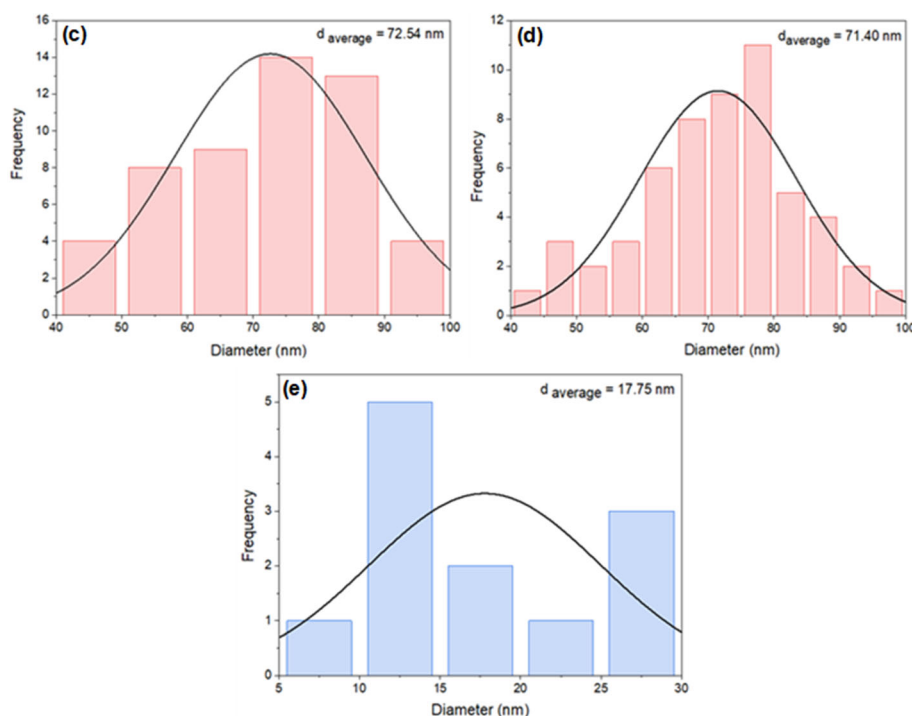 (c)
d average = 72.54 nm
16
14
12
10
8
6
4
2
0
Frequency
40 50 60 70 80 90 100
Diameter (nm)
(d)
d average = 71.40 nm
12
10
8
6
4
2
0
Frequency
40 50 60 70 80 90 100
Diameter (nm)
(e)
d average = 17.75 nm
5
4
3
2
1
0
Frequency
5 10 15 20 25 30
Diameter (nm)